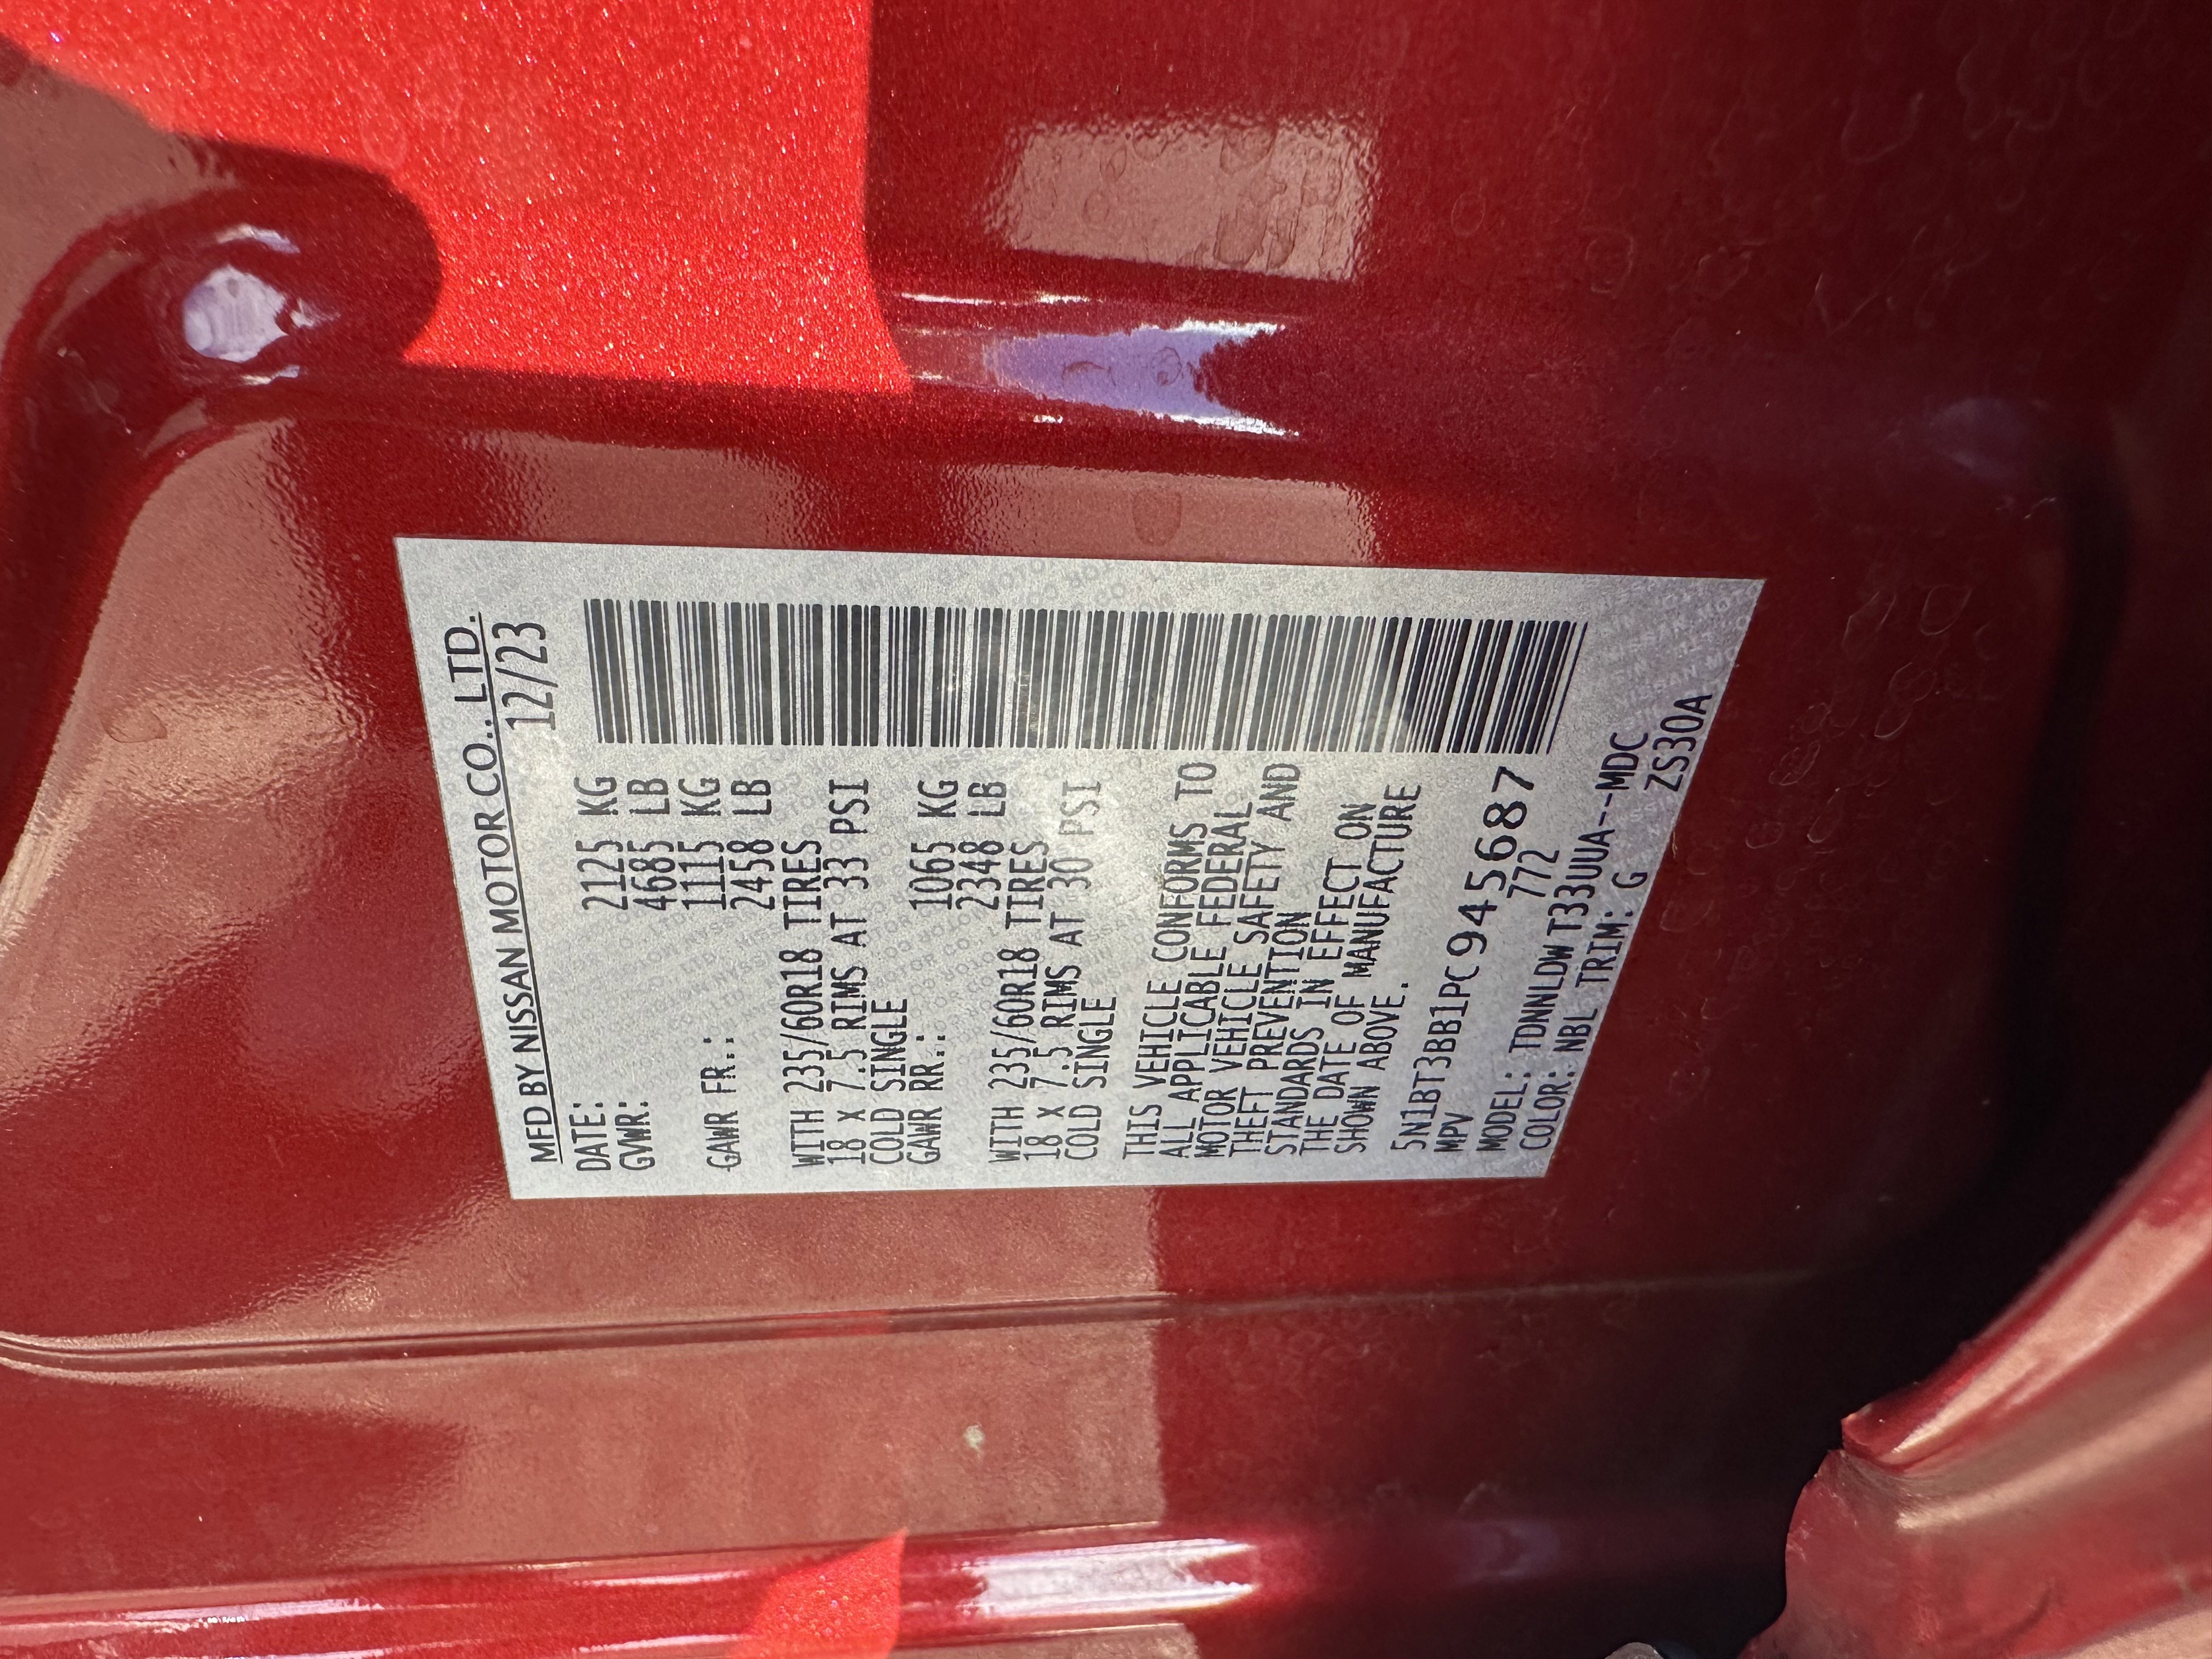 MFD BY NISSAN MOTOR CO., LTD.
DATE: 12/23
GVWR: 2125 KG
4685 LB
GAWR FR.: 1115 KG
2458 LB
WITH 235/60R18 TIRES
18 X 7.5 RIMS AT 33 PSI
COLD SINGLE
GAWR RR.: 1065 KG
2348 LB
WITH 235/60R18 TIRES
18 X 7.5 RIMS AT 30 PSI
COLD SINGLE
THIS VEHICLE CONFORMS TO
ALL APPLICABLE FEDERAL
MOTOR VEHICLE SAFETY AND
THEFT PREVENTION
STANDARDS IN EFFECT ON
THE DATE OF MANUFACTURE
SHOWN ABOVE.
5N1BT3BB1PC945687
MPV 772
MODEL: TDNNLDWT33UUA--MDC
COLOR: NBL TRIM: G ZS30A